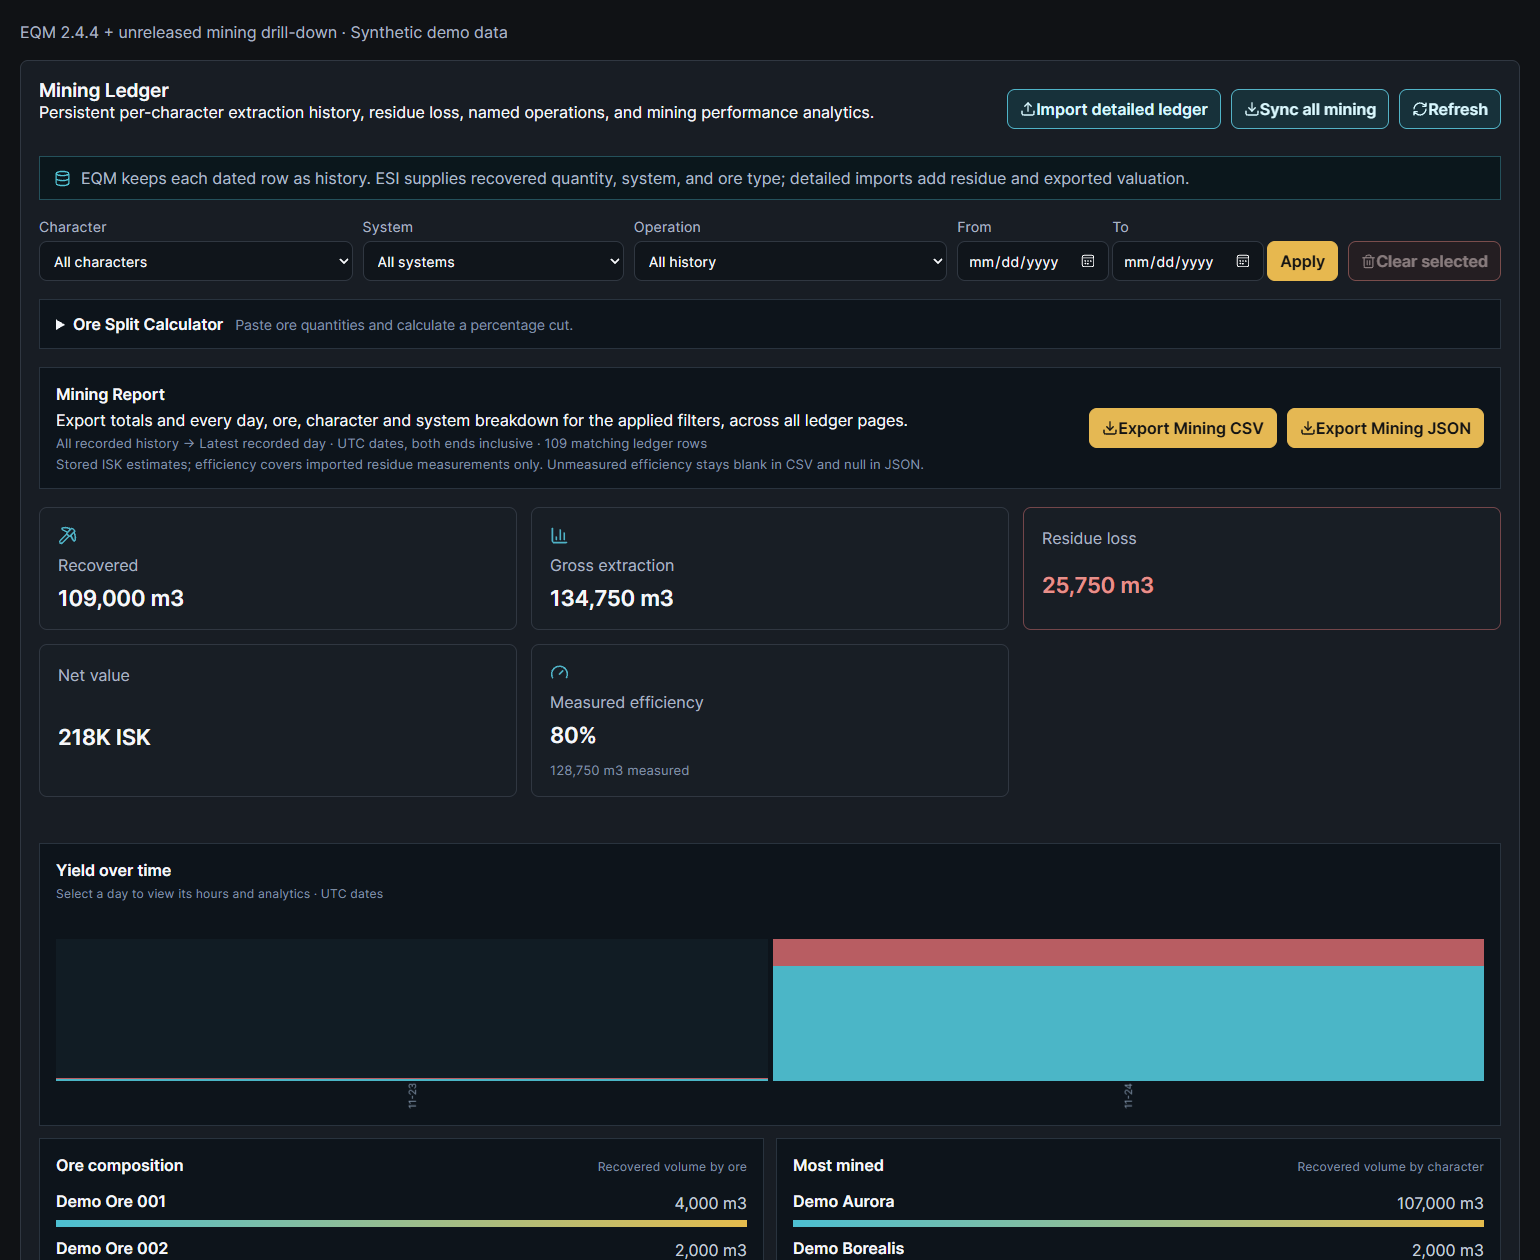 EQM 2.4.4 + unreleased mining drill-down · Synthetic demo data
Mining Ledger
Persistent per-character extraction history, residue loss, named operations, and mining performance analytics.
Import detailed ledger
Sync all mining
Refresh
EQM keeps each dated row as history. ESI supplies recovered quantity, system, and ore type; detailed imports add residue and exported valuation.
Character
System
Operation
From
To
All characters
All systems
All history
mm/dd/yyyy
mm/dd/yyyy
Apply
Clear selected
Ore Split Calculator Paste ore quantities and calculate a percentage cut.
Mining Report
Export totals and every day, ore, character and system breakdown for the applied filters, across all ledger pages.
All recorded history → Latest recorded day · UTC dates, both ends inclusive · 109 matching ledger rows
Stored ISK estimates; efficiency covers imported residue measurements only. Unmeasured efficiency stays blank in CSV and null in JSON.
Export Mining CSV
Export Mining JSON
Recovered
109,000 m3
Gross extraction
134,750 m3
Residue loss
25,750 m3
Net value
218K ISK
Measured efficiency
80%
128,750 m3 measured
Yield over time
Select a day to view its hours and analytics · UTC dates
11-23
11-24
Ore composition
Recovered volume by ore
Demo Ore 001
4,000 m3
Demo Ore 002
2,000 m3
Most mined
Recovered volume by character
Demo Aurora
107,000 m3
Demo Borealis
2,000 m3